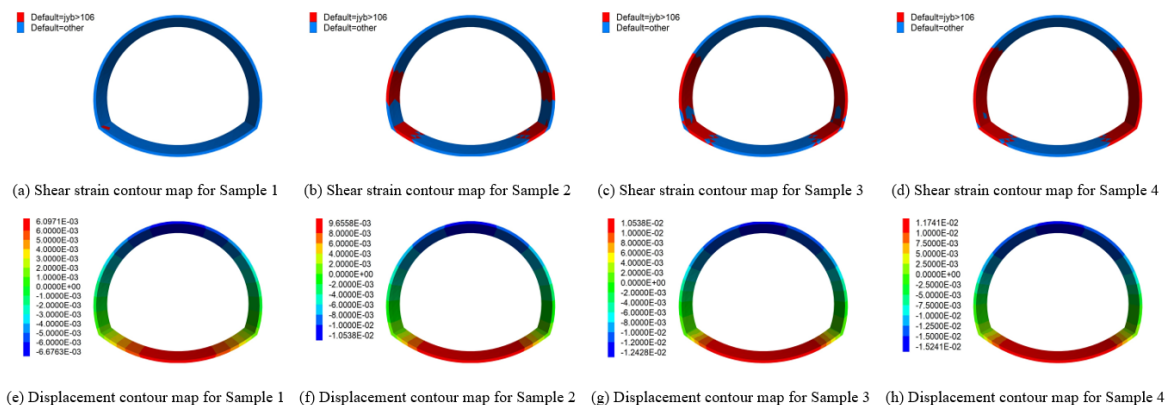 Default=jyb>106
Default=other
Default=jyb>106
Default=other
Default=jyb>106
Default=other
Default=jyb>106
Default=other
(a) Shear strain contour map for Sample 1
(b) Shear strain contour map for Sample 2
(c) Shear strain contour map for Sample 3
(d) Shear strain contour map for Sample 4
6.0971E-03
6.0000E-03
5.0000E-03
4.0000E-03
3.0000E-03
2.0000E-03
1.0000E-03
0.0000E+00
-1.0000E-03
-2.0000E-03
-3.0000E-03
-4.0000E-03
-5.0000E-03
-6.0000E-03
-6.6763E-03
9.6558E-03
8.0000E-03
6.0000E-03
4.0000E-03
2.0000E-03
0.0000E+00
-2.0000E-03
-4.0000E-03
-6.0000E-03
-8.0000E-03
-1.0000E-02
-1.0538E-02
1.0538E-02
1.0000E-02
8.0000E-03
6.0000E-03
4.0000E-03
2.0000E-03
0.0000E+00
-2.0000E-03
-4.0000E-03
-6.0000E-03
-8.0000E-03
-1.0000E-02
-1.2000E-02
-1.2428E-02
1.1741E-02
1.0000E-02
7.5000E-03
5.0000E-03
2.5000E-03
0.0000E+00
-2.5000E-03
-5.0000E-03
-7.5000E-03
-1.0000E-02
-1.2500E-02
-1.5000E-02
-1.5241E-02
(e) Displacement contour map for Sample 1
(f) Displacement contour map for Sample 2
(g) Displacement contour map for Sample 3
(h) Displacement contour map for Sample 4